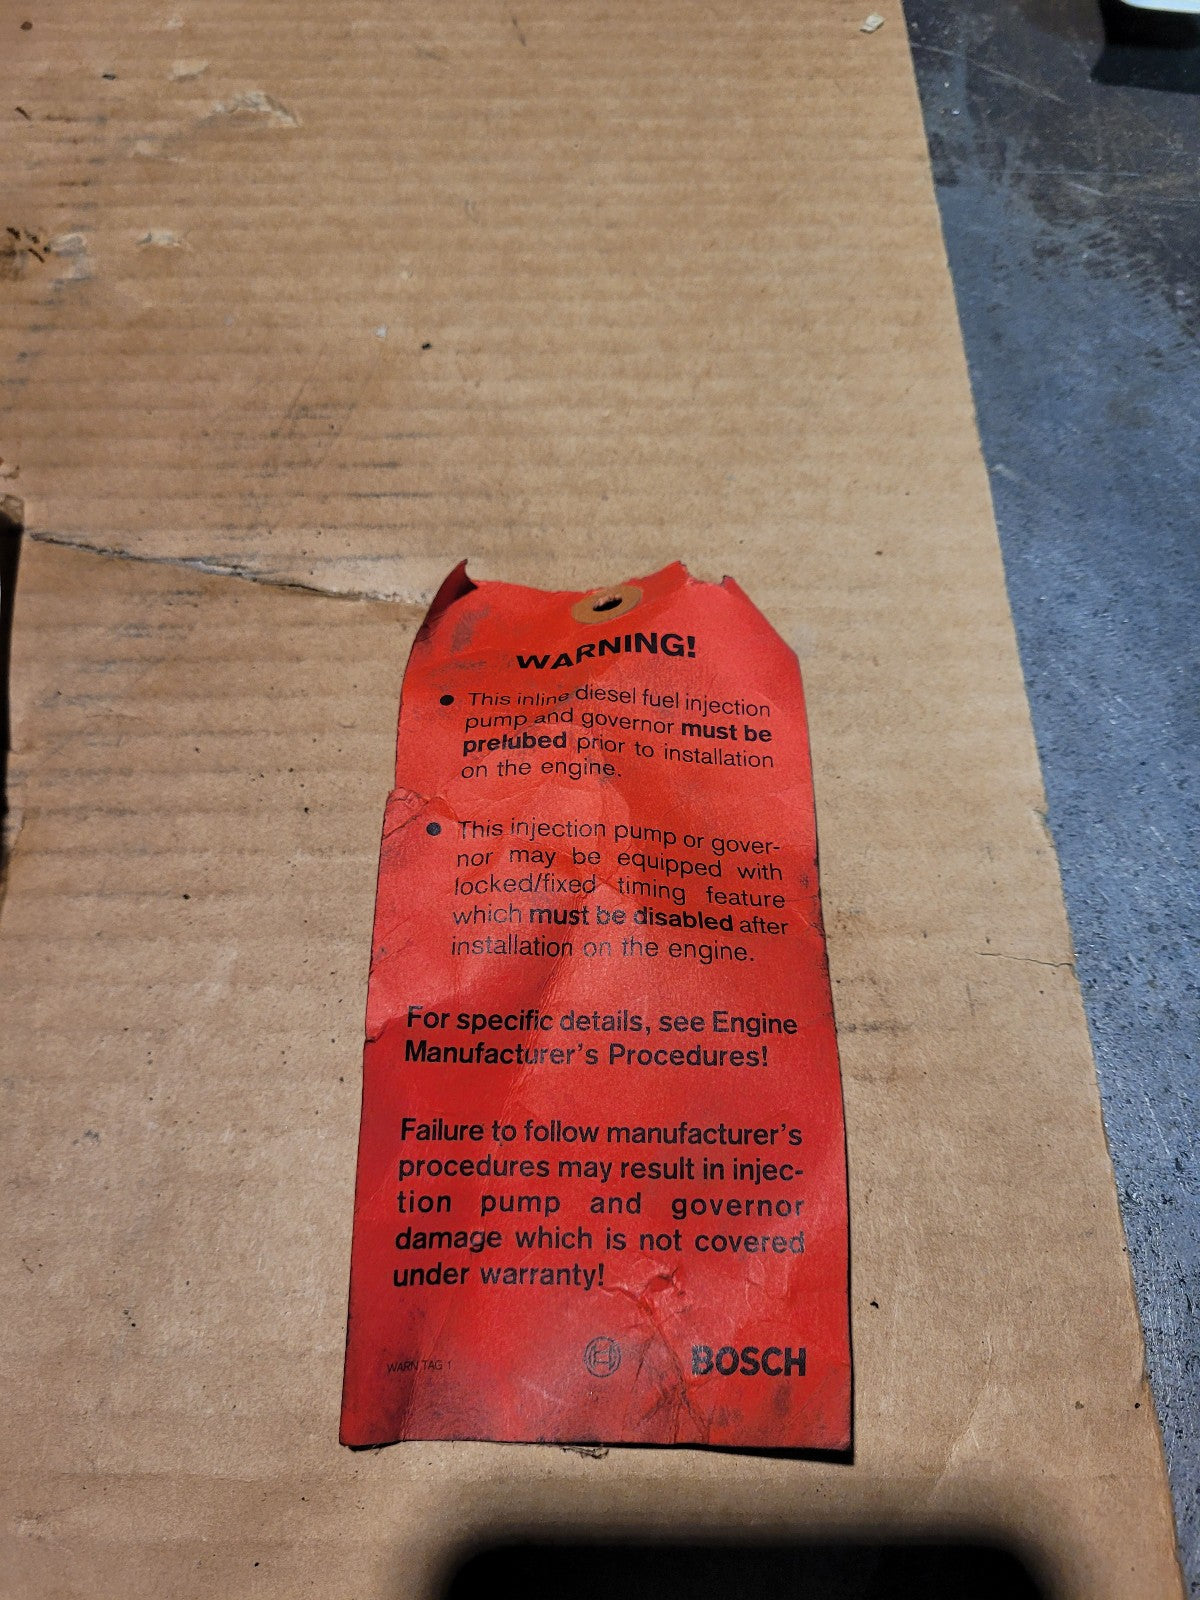 WARNING!
● This inline diesel fuel injection
pump and governor must be
prelubed prior to installation
on the engine.
● This injection pump or gover-
nor may be equipped with
locked/fixed timing feature
which must be disabled after
installation on the engine.
For specific details, see Engine
Manufacturer's Procedures!
Failure to follow manufacturer's
procedures may result in injec-
tion pump and governor
damage which is not covered
under warranty!
WARN TAG 1 BOSCH